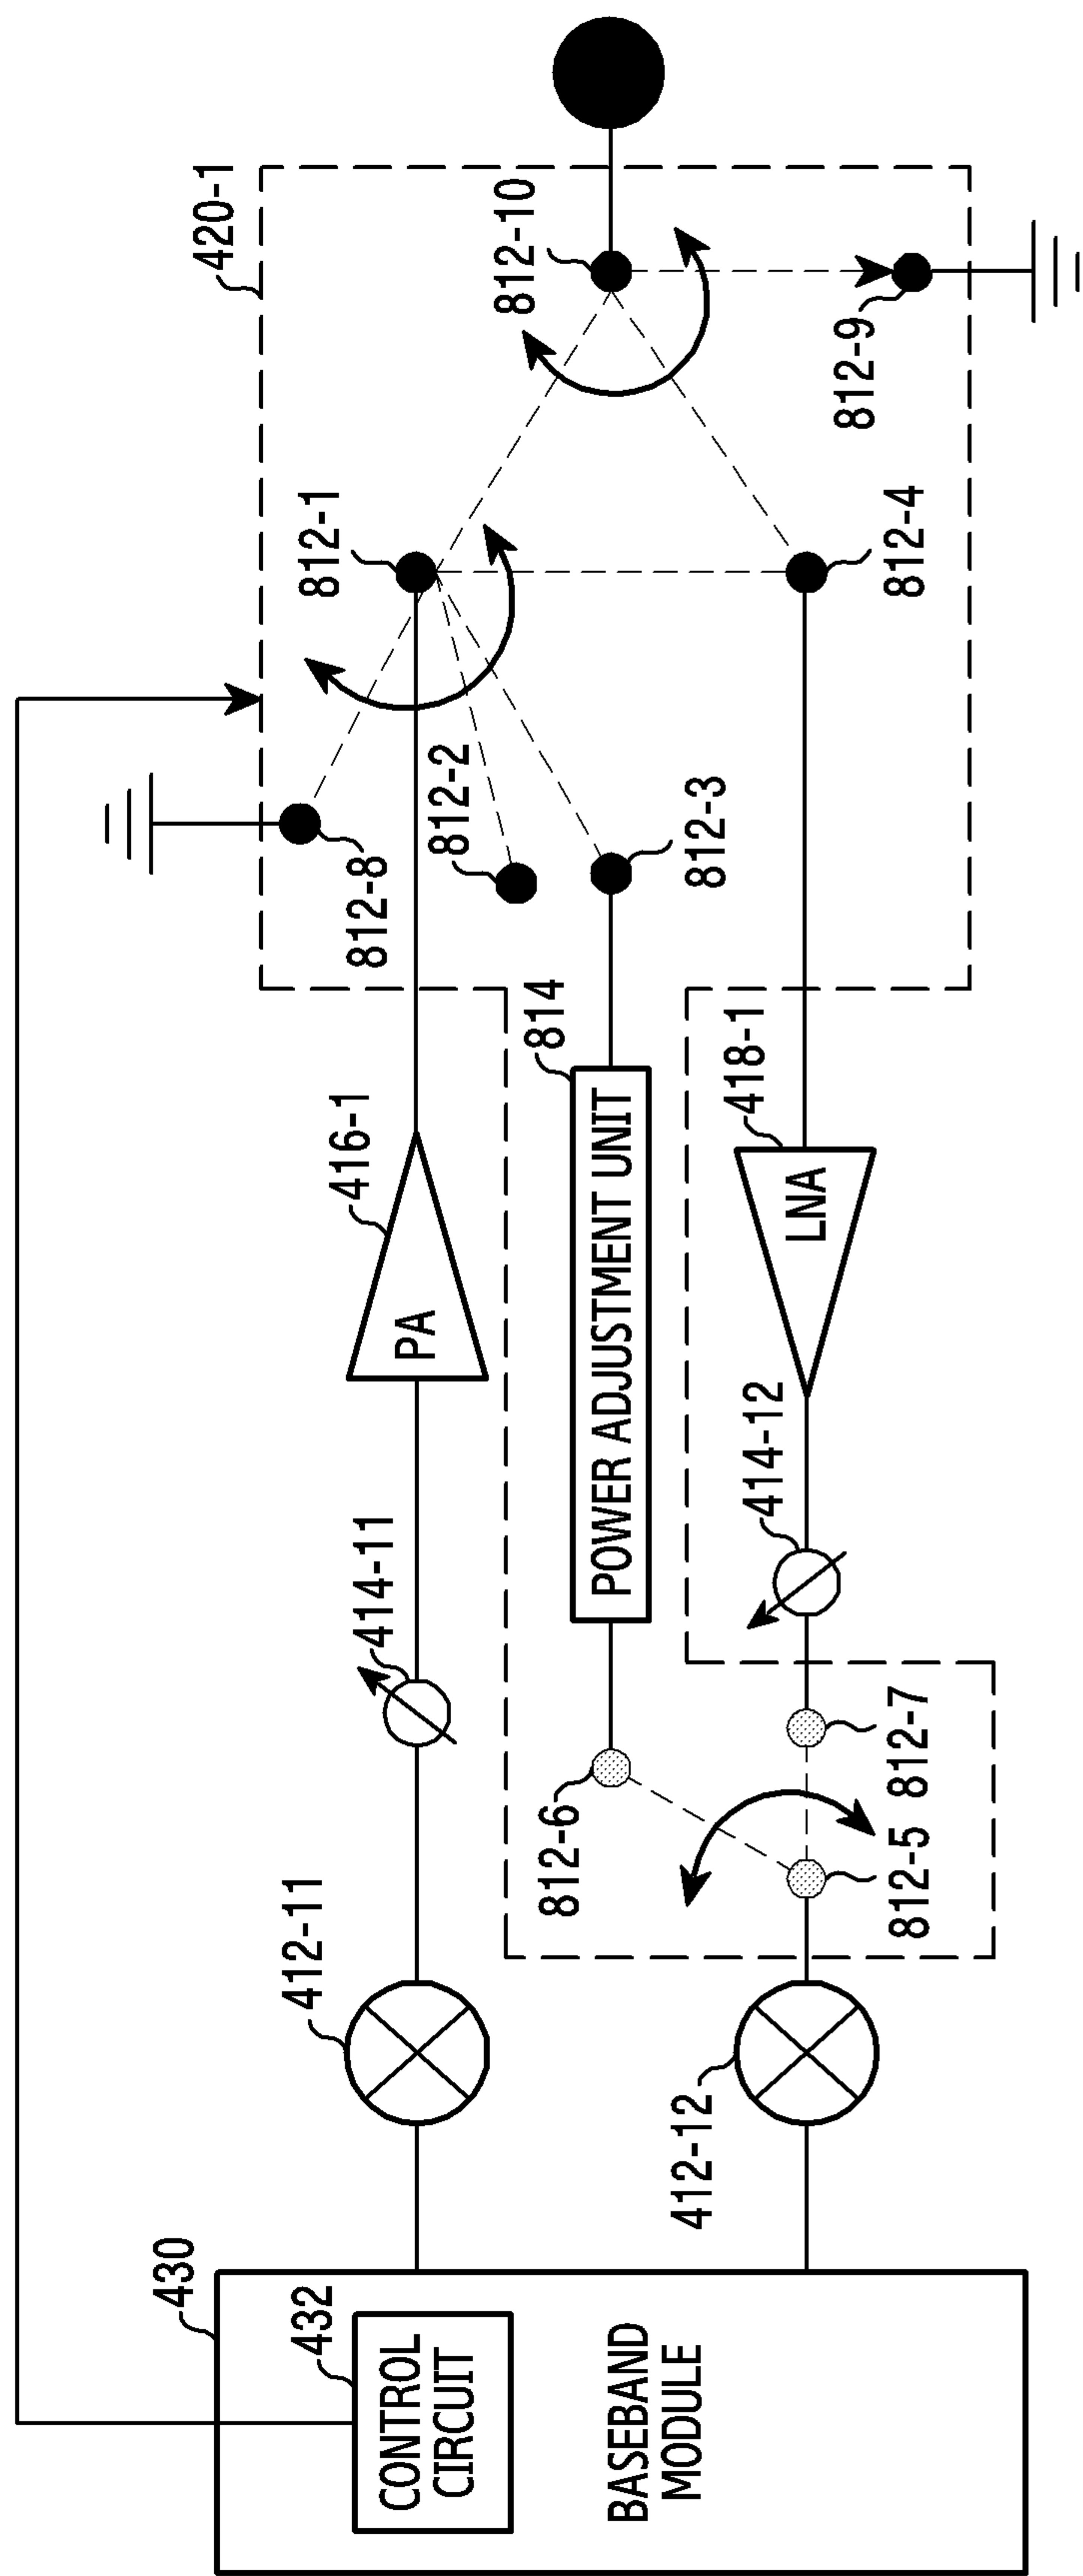 420-1
812-10
812-1
812-9
812-4
812-8
812-2
812-3
814
POWER ADJUSTMENT UNIT
416-1
PA
418-1
LNA
414-11
414-12
812-6
812-7
812-5
412-11
412-12
430
432
CONTROL
CIRCUIT
BASEBAND
MODULE